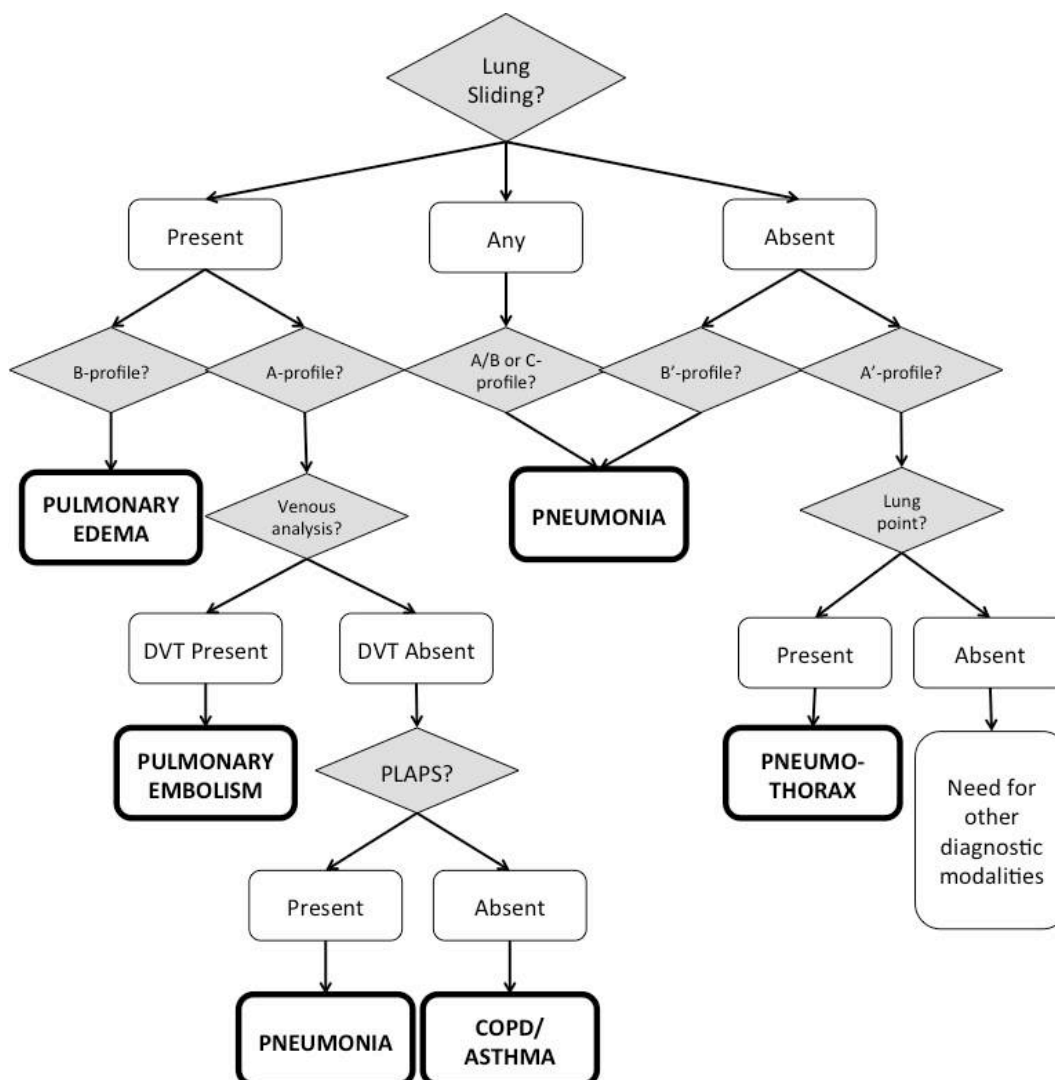 Lung
Sliding?
Present
Any
Absent
B-profile?
A-profile?
A/B or C-
profile?
B'-profile?
A'-profile?
PULMONARY
EDEMA
Venous
analysis?
PNEUMONIA
Lung
point?
DVT Present
DVT Absent
Present
Absent
PULMONARY
EMBOLISM
PLAPS?
PNEUMO-
THORAX
Need for
other
diagnostic
modalities
Present
Absent
PNEUMONIA
COPD/
ASTHMA